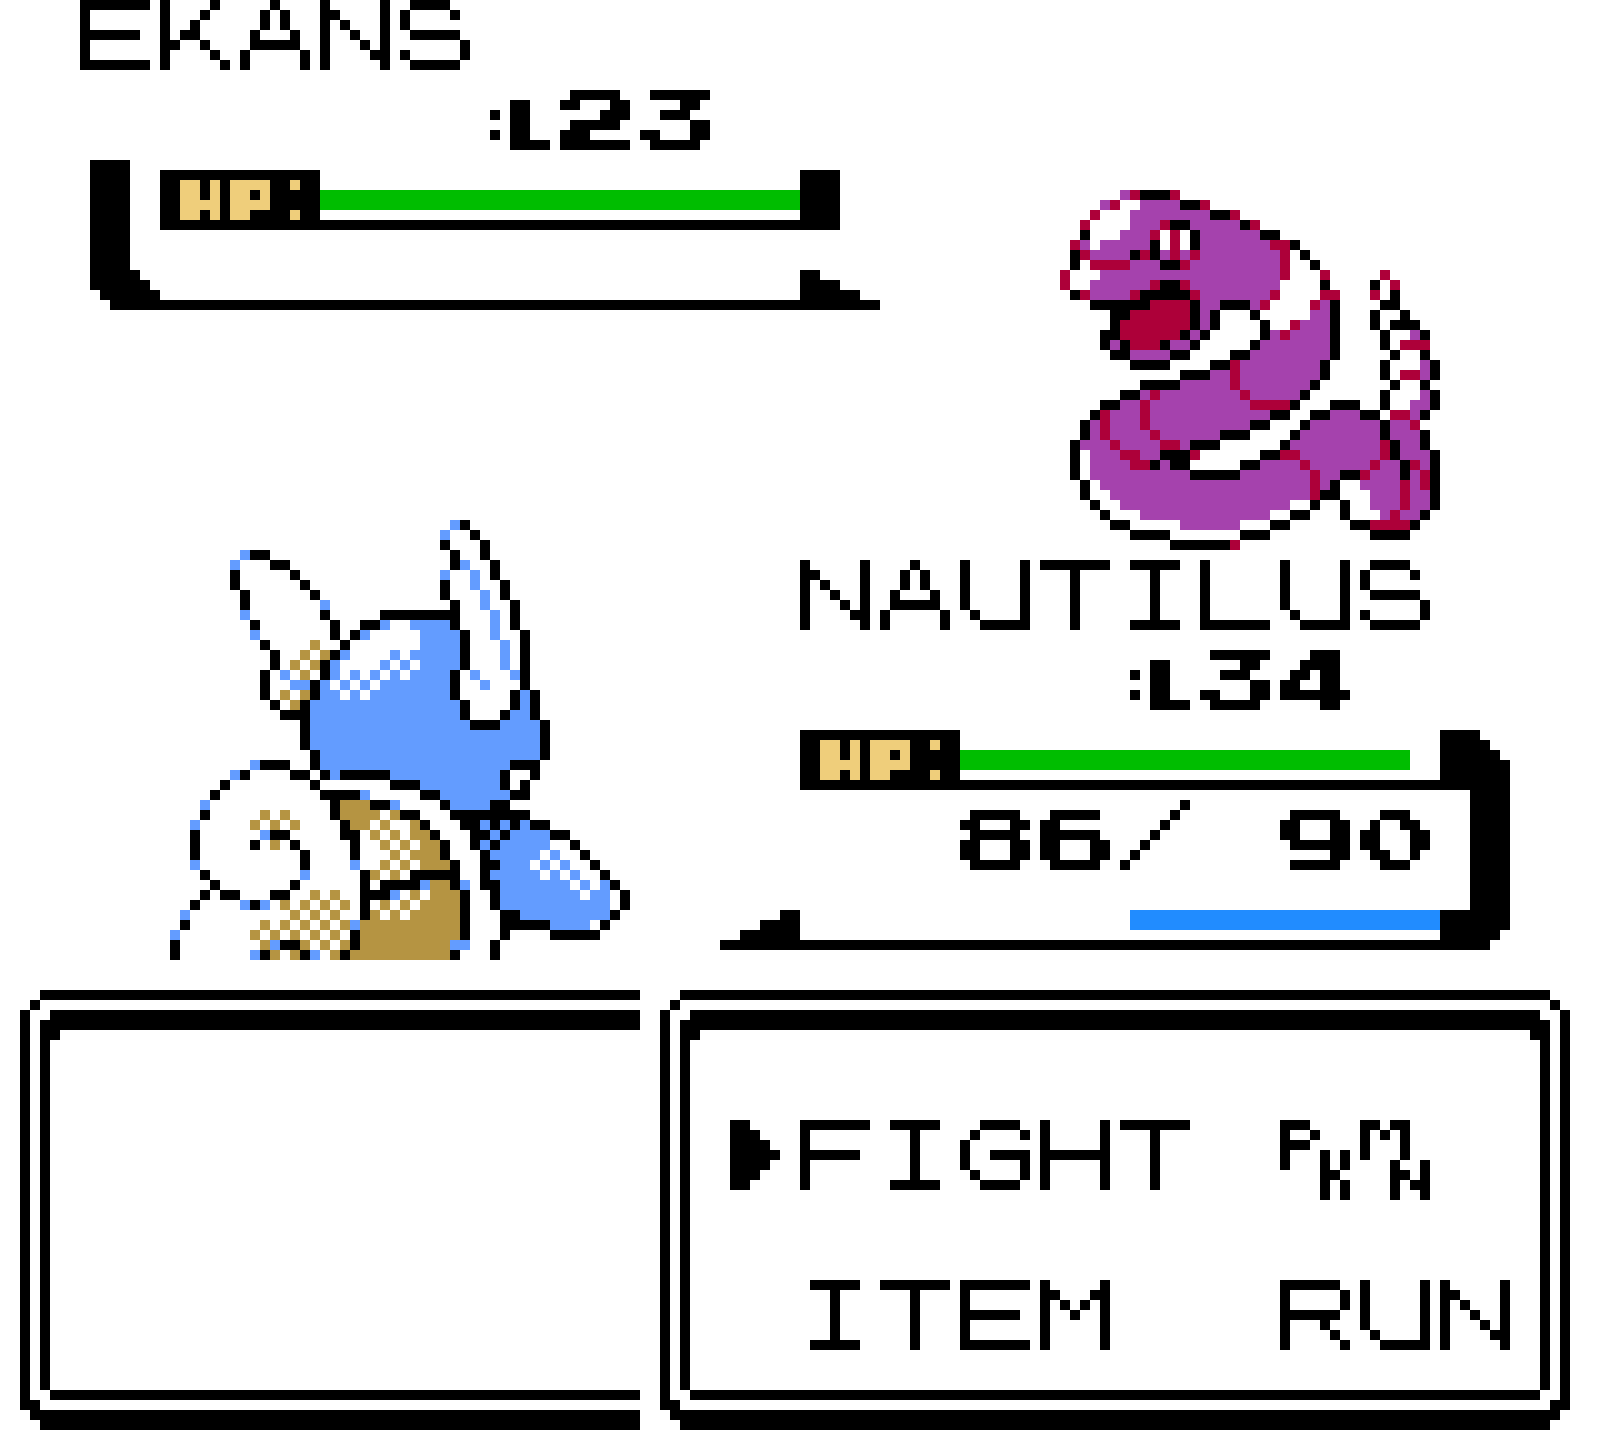 EKANS
:L23
HP:
NAUTILUS
:L34
HP:
86/ 90
▶FIGHT PKMN
ITEM RUN